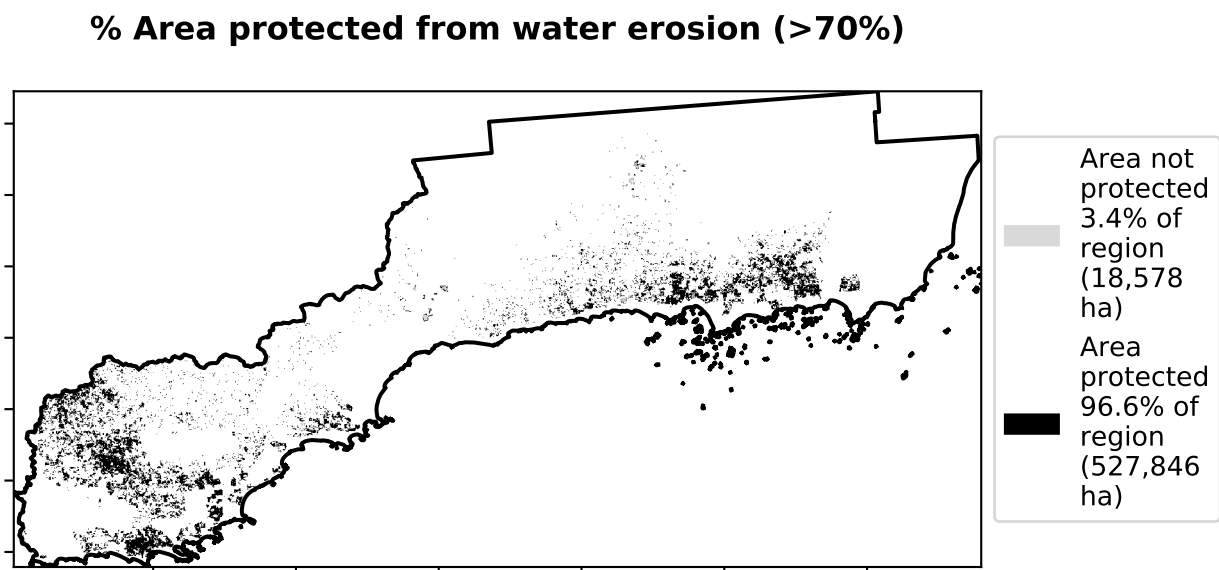 % Area protected from water erosion (>70%)
Area not
protected
3.4% of
region
(18,578
ha)
Area
protected
96.6% of
region
(527,846
ha)